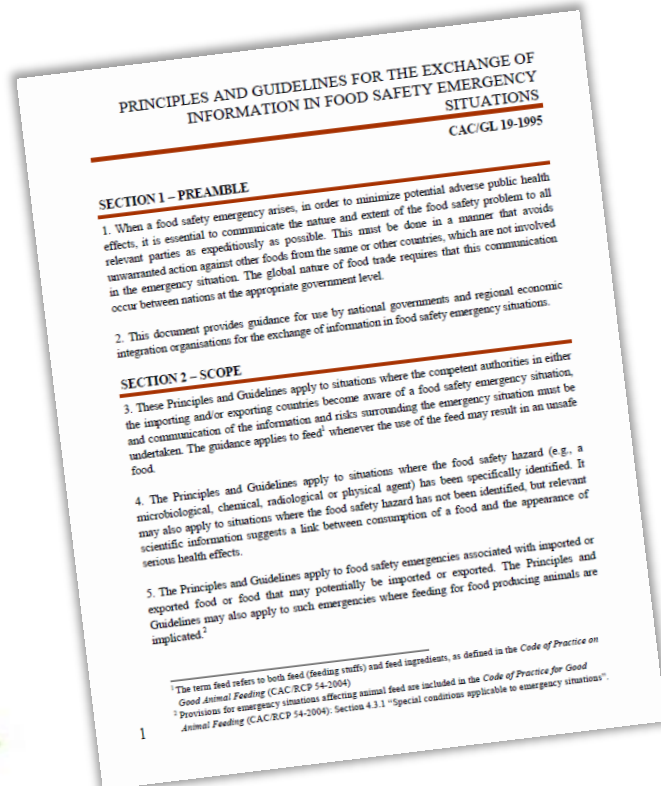 PRINCIPLES AND GUIDELINES FOR THE EXCHANGE OF
INFORMATION IN FOOD SAFETY EMERGENCY
SITUATIONS
CAC/GL 19-1995
SECTION 1 – PREAMBLE
1. When a food safety emergency arises, in order to minimize potential adverse public health
effects, it is essential to communicate the nature and extent of the food safety problem to all
relevant parties as expeditiously as possible. This must be done in a manner that avoids
unwarranted action against other foods from the same or other countries, which are not involved
in the emergency situation. The global nature of food trade requires that this communication
occur between nations at the appropriate government level.
2. This document provides guidance for use by national governments and regional economic
integration organisations for the exchange of information in food safety emergency situations.
SECTION 2 – SCOPE
3. These Principles and Guidelines apply to situations where the competent authorities in either
the importing and/or exporting countries become aware of a food safety emergency situation,
and communication of the information and risks surrounding the emergency situation must be
undertaken. The guidance applies to feed¹ whenever the use of the feed may result in an unsafe
food.
4. The Principles and Guidelines apply to situations where the food safety hazard (e.g., a
microbiological, chemical, radiological or physical agent) has been specifically identified. It
may also apply to situations where the food safety hazard has not been identified, but relevant
scientific information suggests a link between consumption of a food and the appearance of
serious health effects.
5. The Principles and Guidelines apply to food safety emergencies associated with imported or
exported food or food that may potentially be imported or exported. The Principles and
Guidelines may also apply to such emergencies where feeding for food producing animals are
implicated.²
¹ The term feed refers to both feed (feeding stuffs) and feed ingredients, as defined in the Code of Practice on
Good Animal Feeding (CAC/RCP 54-2004)
² Provisions for emergency situations affecting animal feed are included in the Code of Practice for Good
Animal Feeding (CAC/RCP 54-2004): Section 4.3.1 "Special conditions applicable to emergency situations".
1